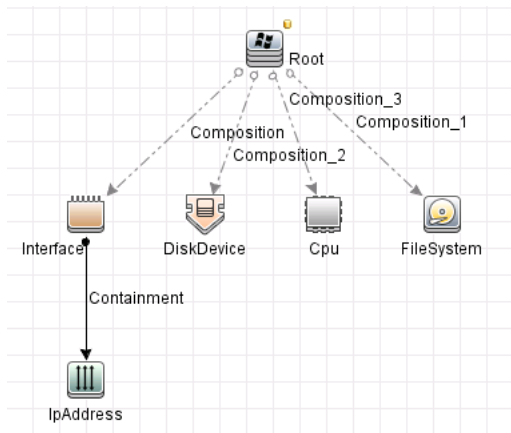 Root
Composition_3
Composition_1
Composition
Composition_2
Interface
DiskDevice
Cpu
FileSystem
Containment
IpAddress